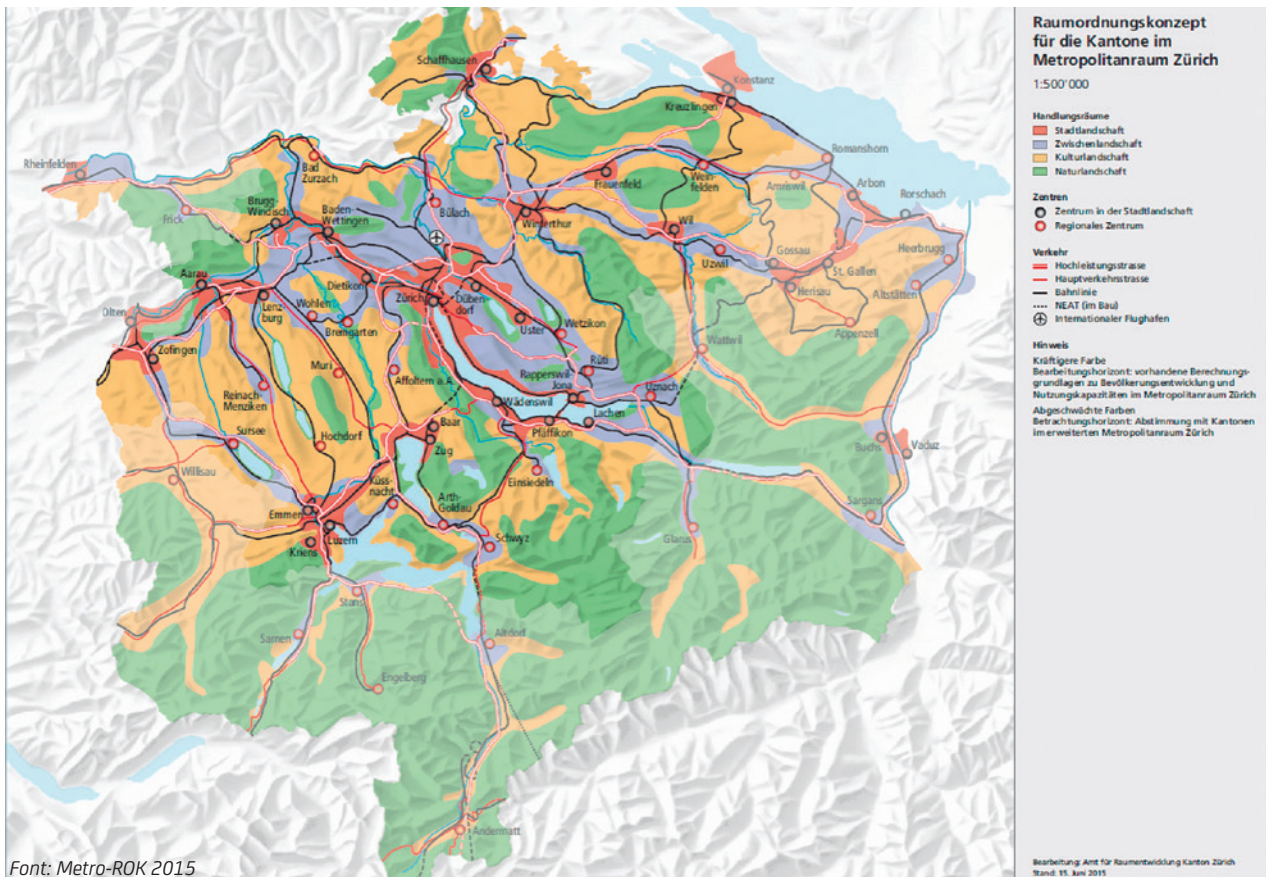 Raumordnungskonzept
für die Kantone im
Metropolitanraum Zürich
1:500'000
Handlungsräume
Stadtlandschaft
Zwischenlandschaft
Kulturlandschaft
Naturlandschaft
Zentren
Zentrum in der Stadtlandschaft
Regionales Zentrum
Verkehr
Hochleistungsstrasse
Hauptverkehrsstrasse
Bahnlinie
NEAT (im Bau)
Internationaler Flughafen
Hinweis
Kräftigere Farbe
Bearbeitungshorizont: vorhandene Berechnungs-
grundlagen zu Bevölkerungsentwicklung und
Nutzungskapazitäten im Metropolitanraum Zürich
Abgeschwächte Farben
Betrachtungshorizont: Abstimmung mit Kantonen
im erweiterten Metropolitanraum Zürich
Bearbeitung: Amt für Raumentwicklung Kanton Zürich
Stand: 15. Juni 2015
Schaffhausen
Konstanz
Kreuzlingen
Romanshorn
Rheinfelden
Bad
Zurzach
Frauenfeld
Wein-
felden
Amriswil
Arbon
Rorschach
Frick
Brugg-
Windisch
Baden-
Wettingen
Bülach
Winterthur
Wil
Uzwil
Gossau
St. Gallen
Heerbrugg
Herisau
Altstätten
Appenzell
Aarau
Lenz-
burg
Wohlen
Dietikon
Zürich
Düben-
dorf
Uster
Wetzikon
Bremgarten
Olten
Zofingen
Muri
Affoltern a.A.
Rüti
Rapperswil-
Jona
Wattwil
Uznach
Wädenswil
Lachen
Pfäffikon
Reinach-
Menziken
Sursee
Hochdorf
Baar
Zug
Willisau
Küss-
nacht
Arth-
Goldau
Einsiedeln
Buchs
Vaduz
Sargans
Emmen
Luzern
Kriens
Schwyz
Glarus
Stans
Sarnen
Altdorf
Engelberg
Andermatt
Font: Metro-ROK 2015